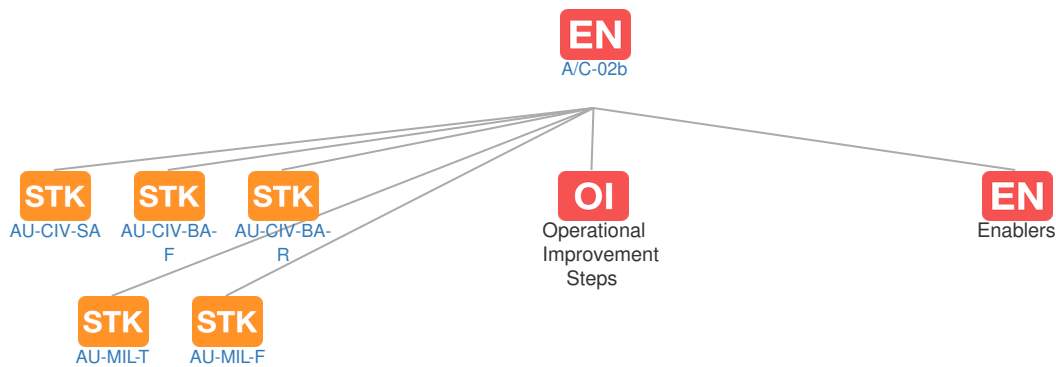 EN
A/C-02b
STK
STK
STK
OI
EN
AU-CIV-SA
AU-CIV-BA-
F
AU-CIV-BA-
R
Operational
Improvement
Steps
Enablers
STK
STK
AU-MIL-T
AU-MIL-F